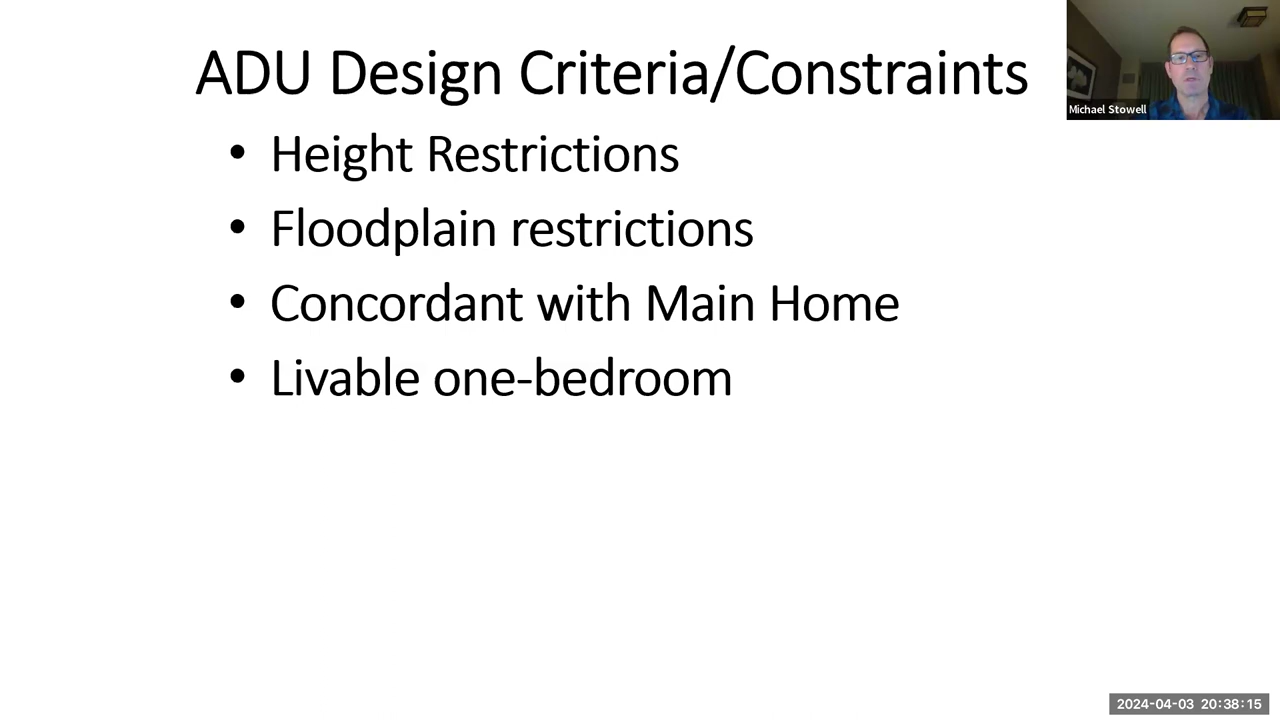 ADU Design Criteria/Constraints
Michael Stowell
• Height Restrictions
• Floodplain restrictions
• Concordant with Main Home
• Livable one-bedroom
2024-04-03 20:38:15